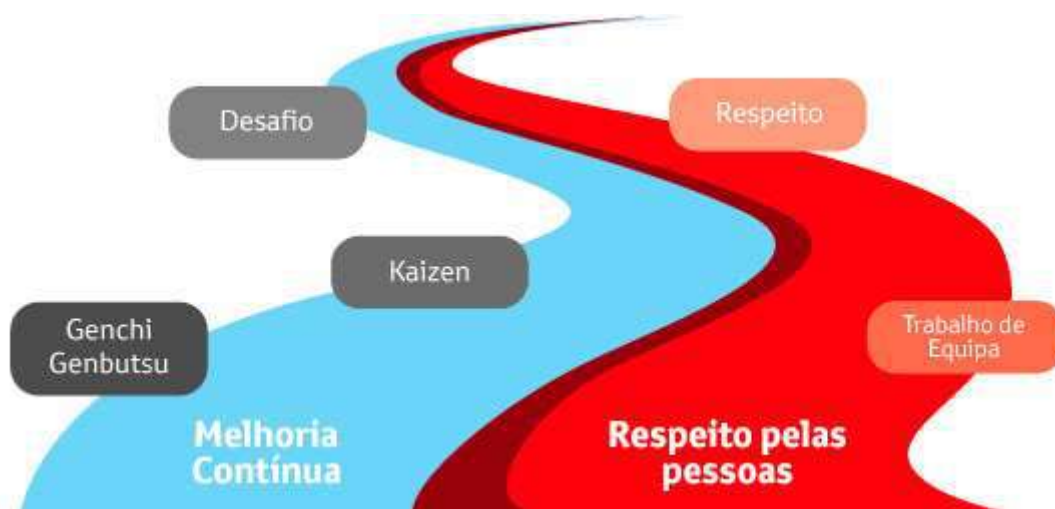 Desafio
Respeito
Kaizen
Genchi
Genbutsu
Trabalho de
Equipa
Melhoria
Contínua
Respeito pelas
pessoas